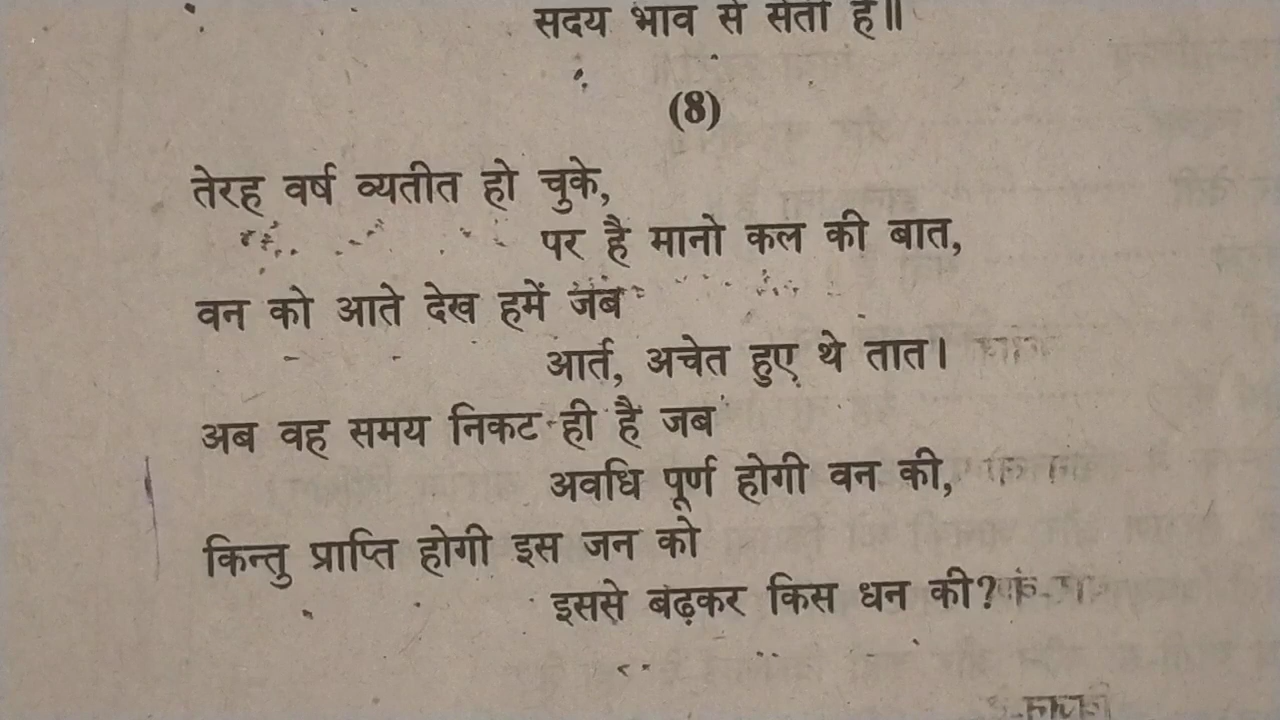 सदय भाव से सेती है॥
(8)
तेरह वर्ष व्यतीत हो चुके,
पर है मानो कल की बात,
वन को आते देख हमें जब
आर्त, अचेत हुए थे तात।
अब वह समय निकट ही है जब
अवधि पूर्ण होगी वन की,
किन्तु प्राप्ति होगी इस जन को
इससे बढ़कर किस धन की?